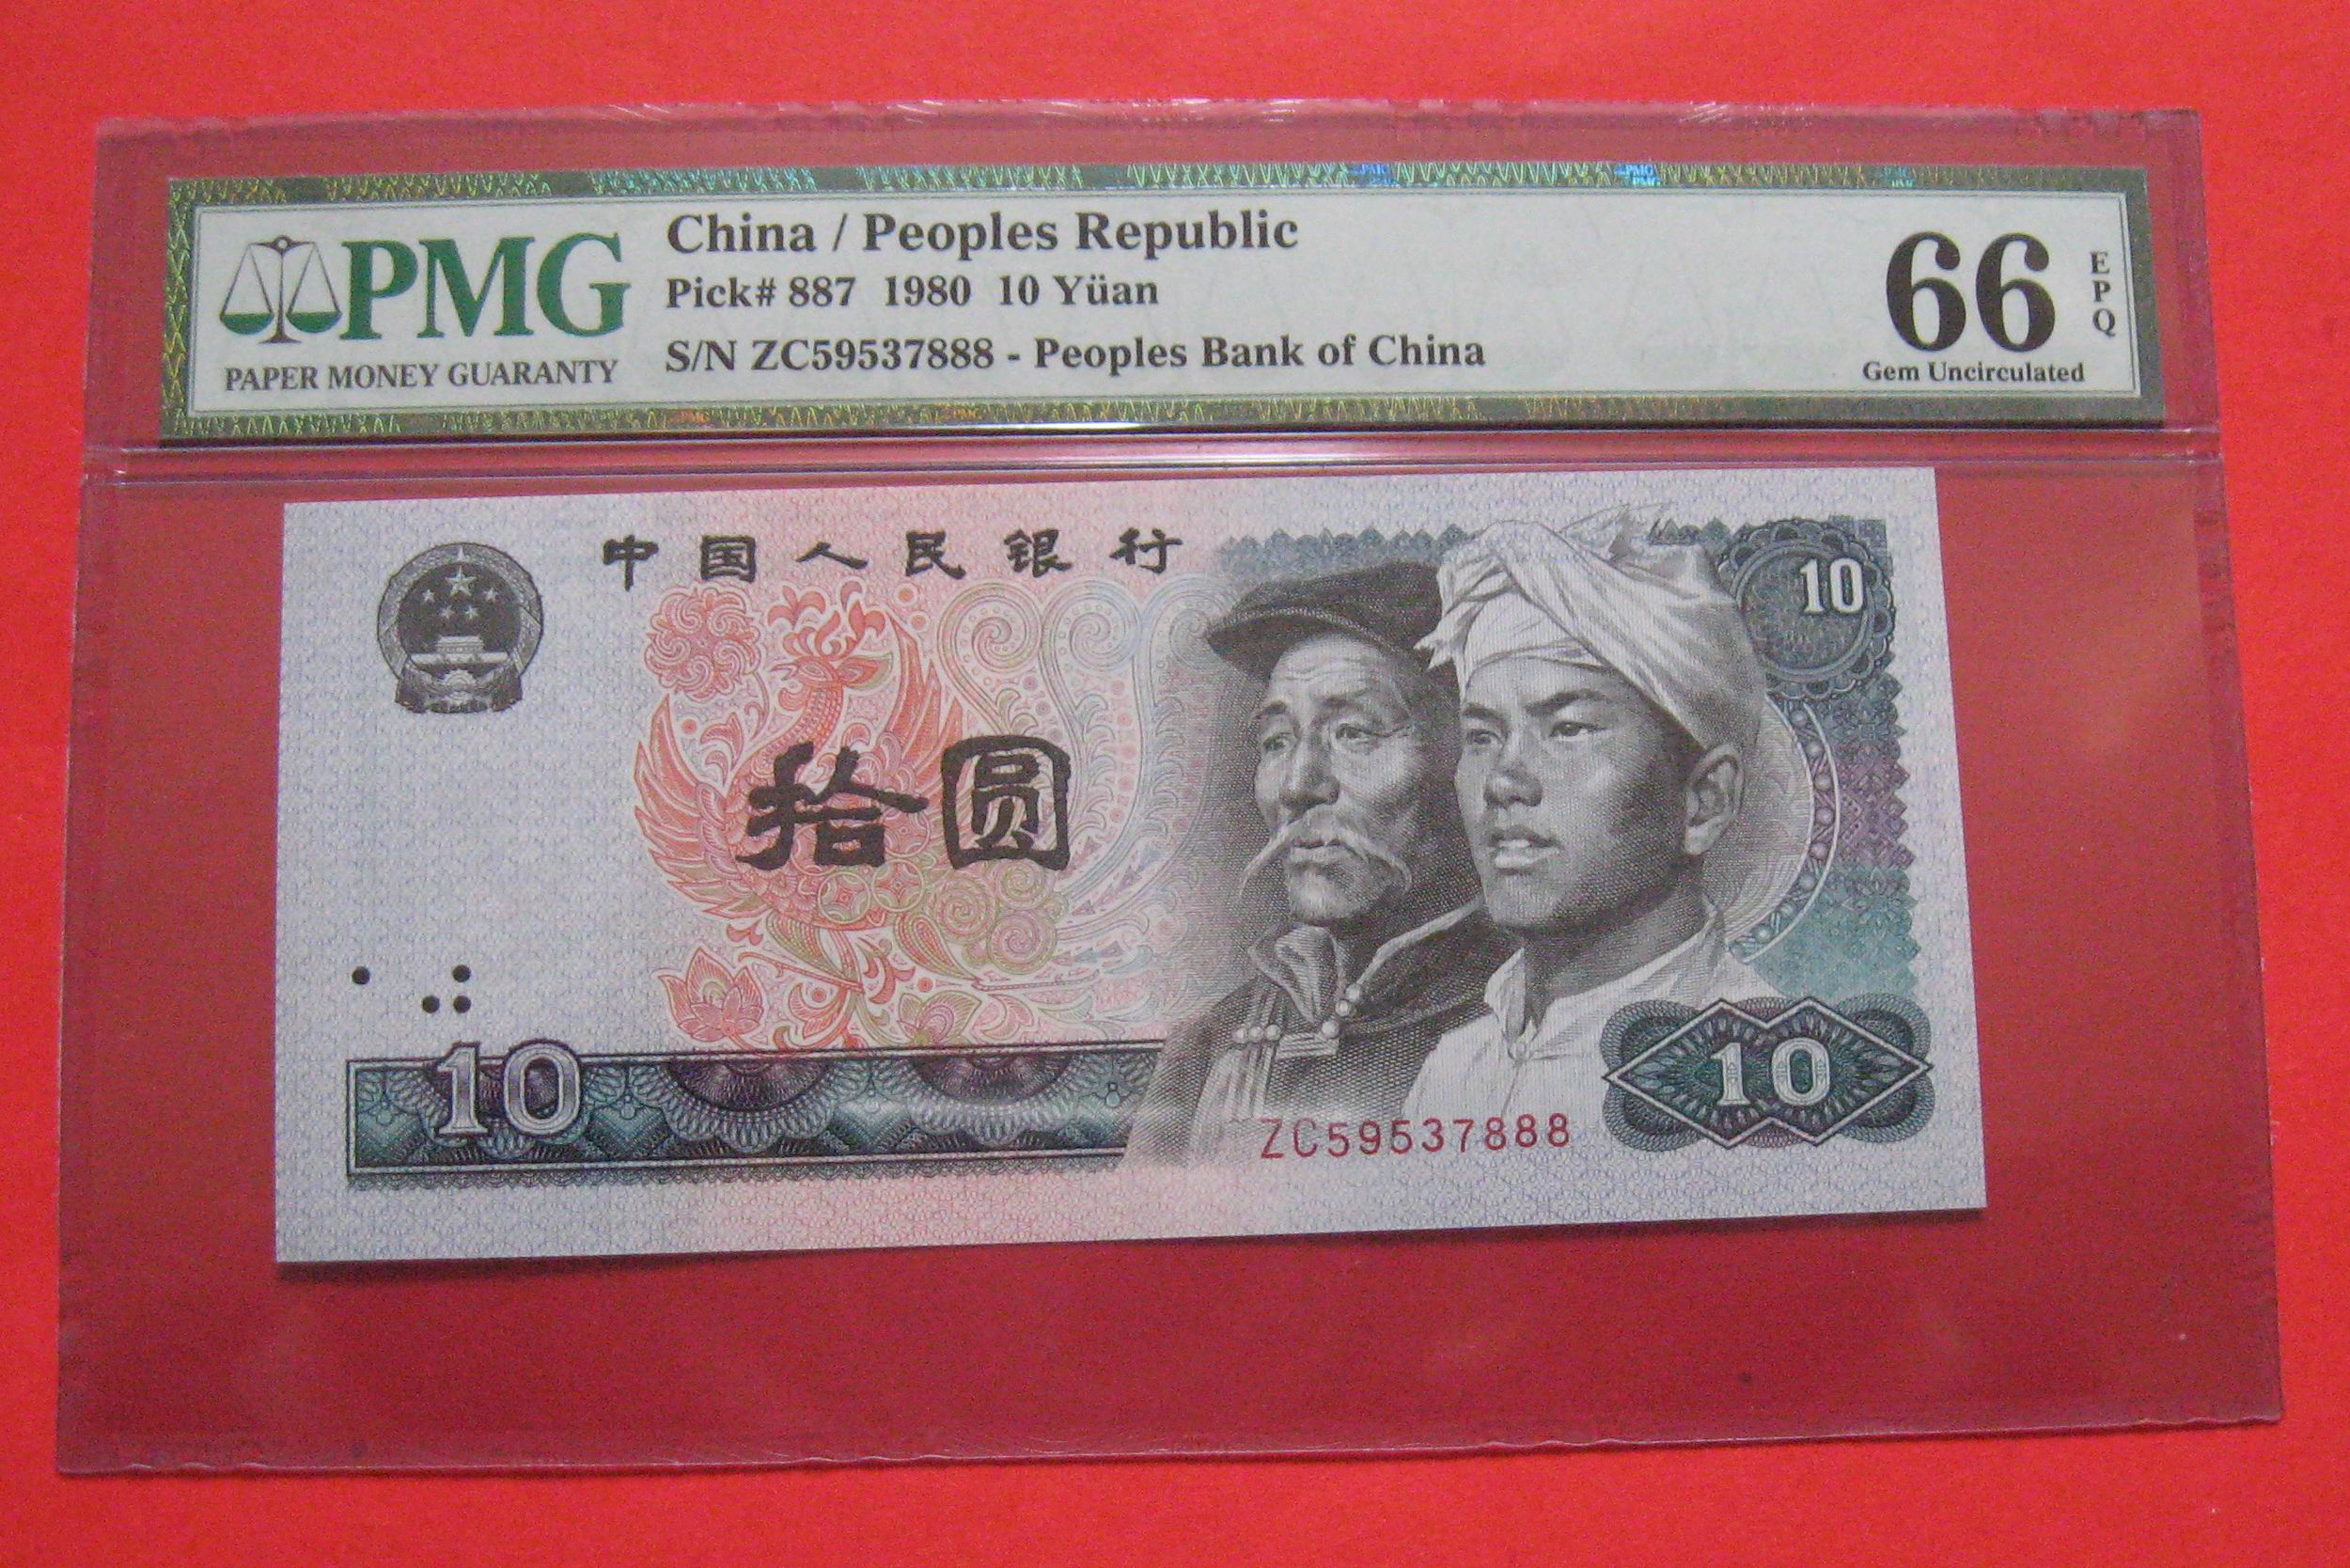 PMG
PAPER MONEY GUARANTY
China / Peoples Republic
Pick# 887 1980 10 Yüan
S/N ZC59537888 - Peoples Bank of China
66
EPQ
Gem Uncirculated
中国人民银行
10
拾圆
10
ZC59537888
10